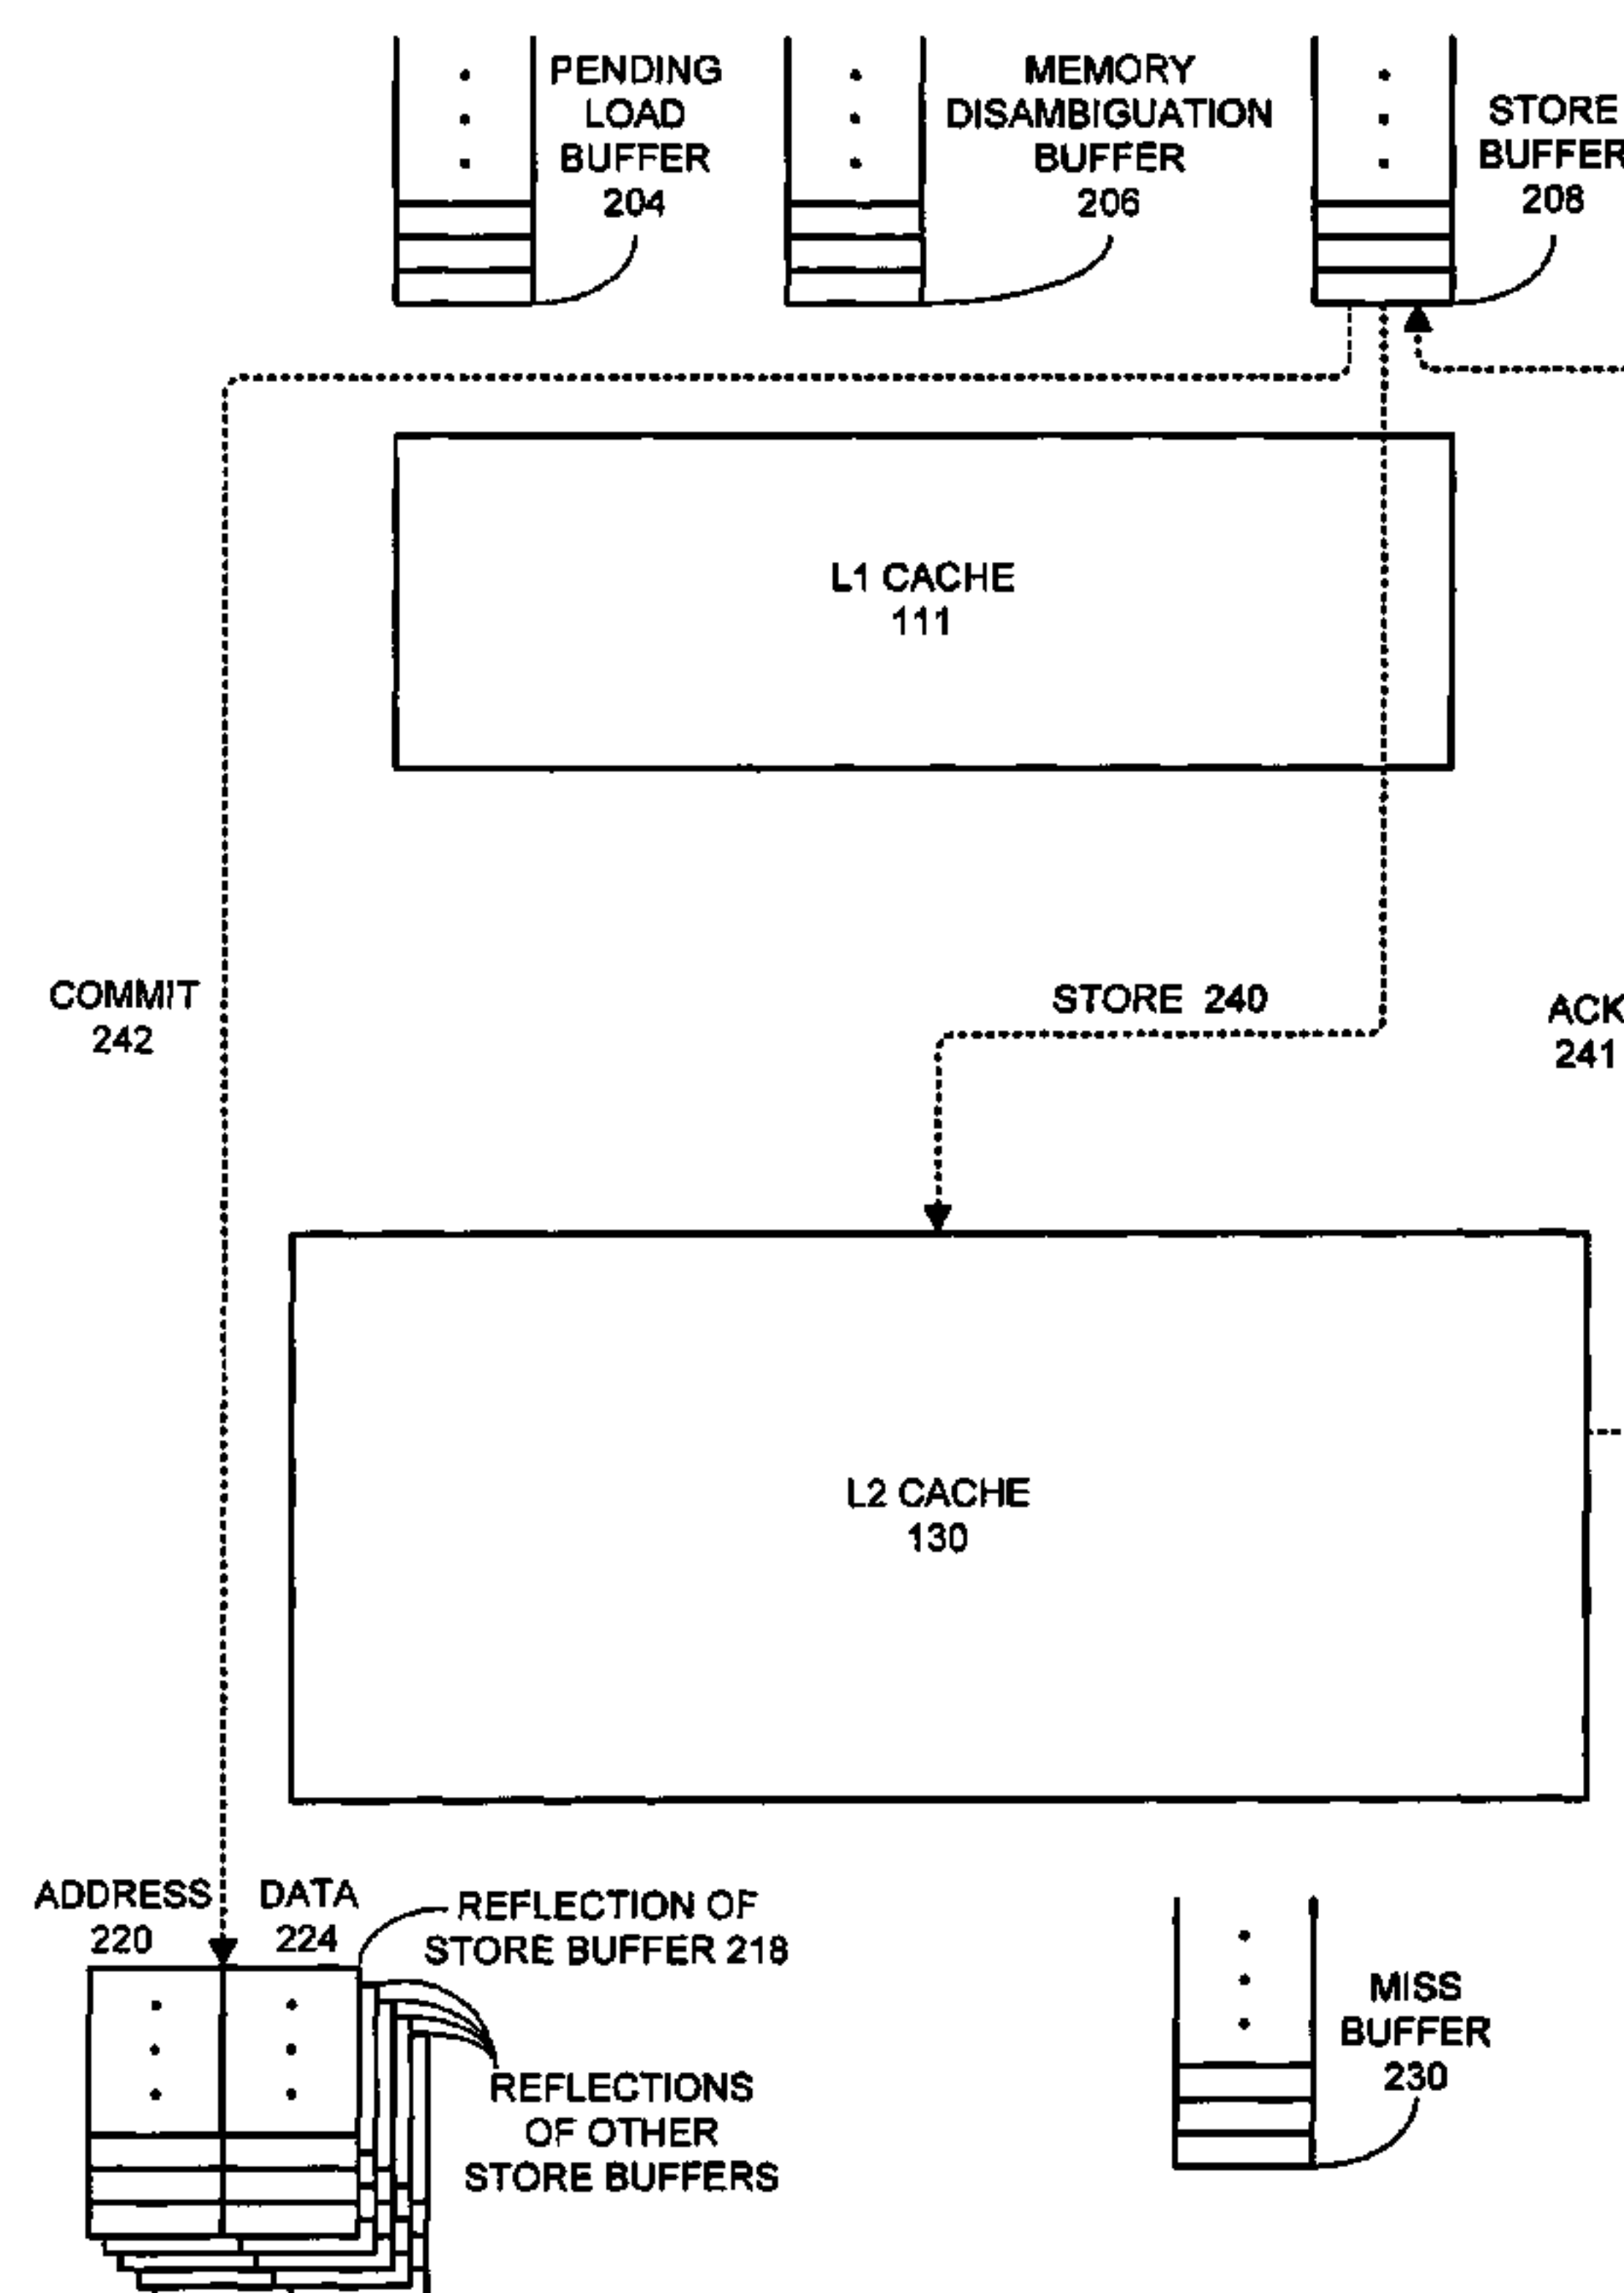 PENDING
LOAD
BUFFER
204
MEMORY
DISAMBIGUATION
BUFFER
206
STORE
BUFFER
208
L1 CACHE
111
COMMIT
242
STORE 240
ACK
241
L2 CACHE
130
ADDRESS
220
DATA
224
REFLECTION OF
STORE BUFFER 218
REFLECTIONS
OF OTHER
STORE BUFFERS
MISS
BUFFER
230